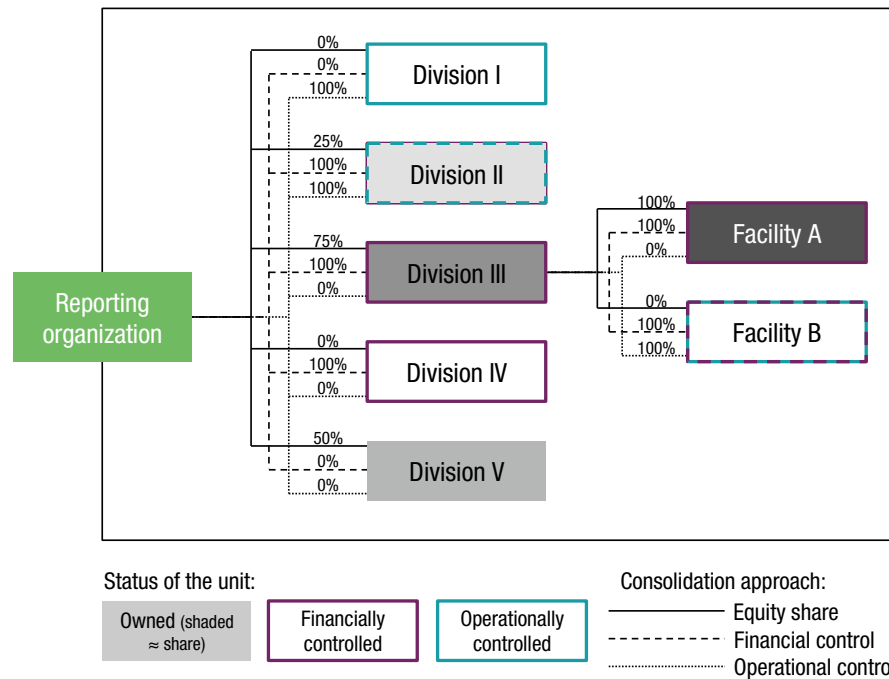 0%
0%
100%
Division I
25%
100%
100%
Division II
75%
100%
0%
Division III
100%
100%
0%
Facility A
0%
100%
100%
Facility B
Reporting
organization
0%
100%
0%
Division IV
50%
0%
0%
Division V
Status of the unit:
Owned (shaded
≈ share)
Financially
controlled
Operationally
controlled
Consolidation approach:
Equity share
Financial control
Operational contro